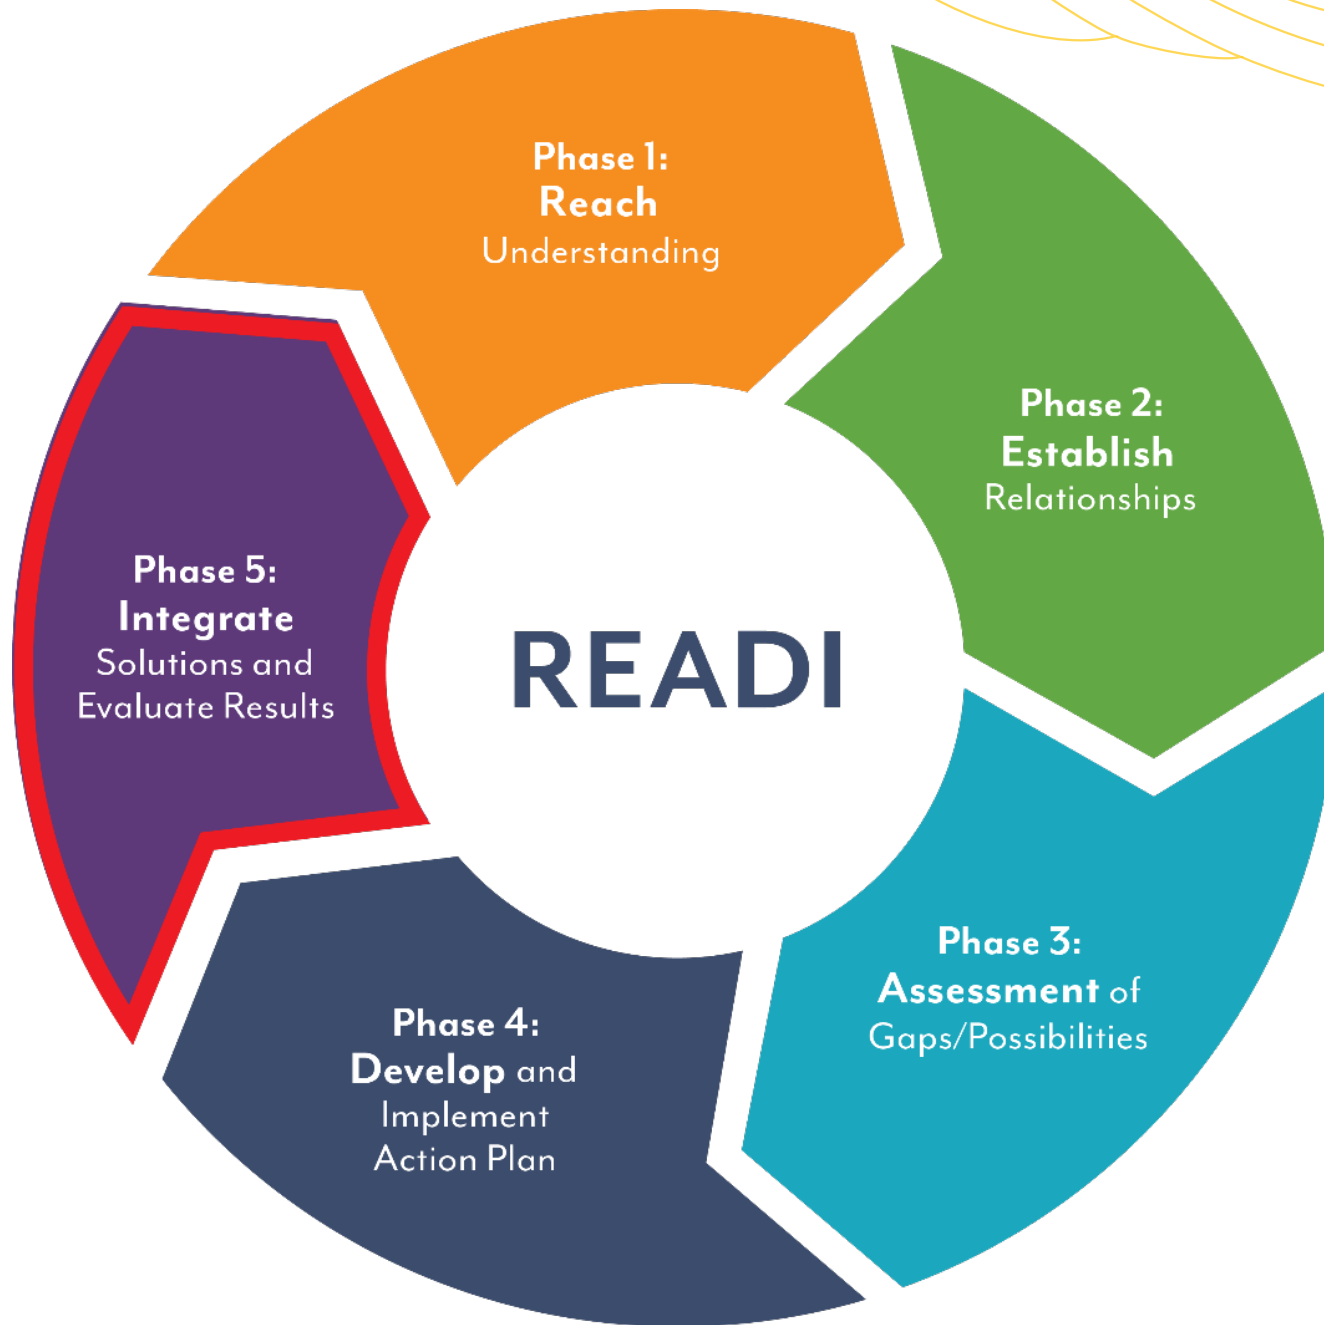 Phase 1:
Reach
Understanding
Phase 2:
Establish
Relationships
Phase 3:
Assessment of
Gaps/Possibilities
Phase 4:
Develop and
Implement
Action Plan
Phase 5:
Integrate
Solutions and
Evaluate Results
READI